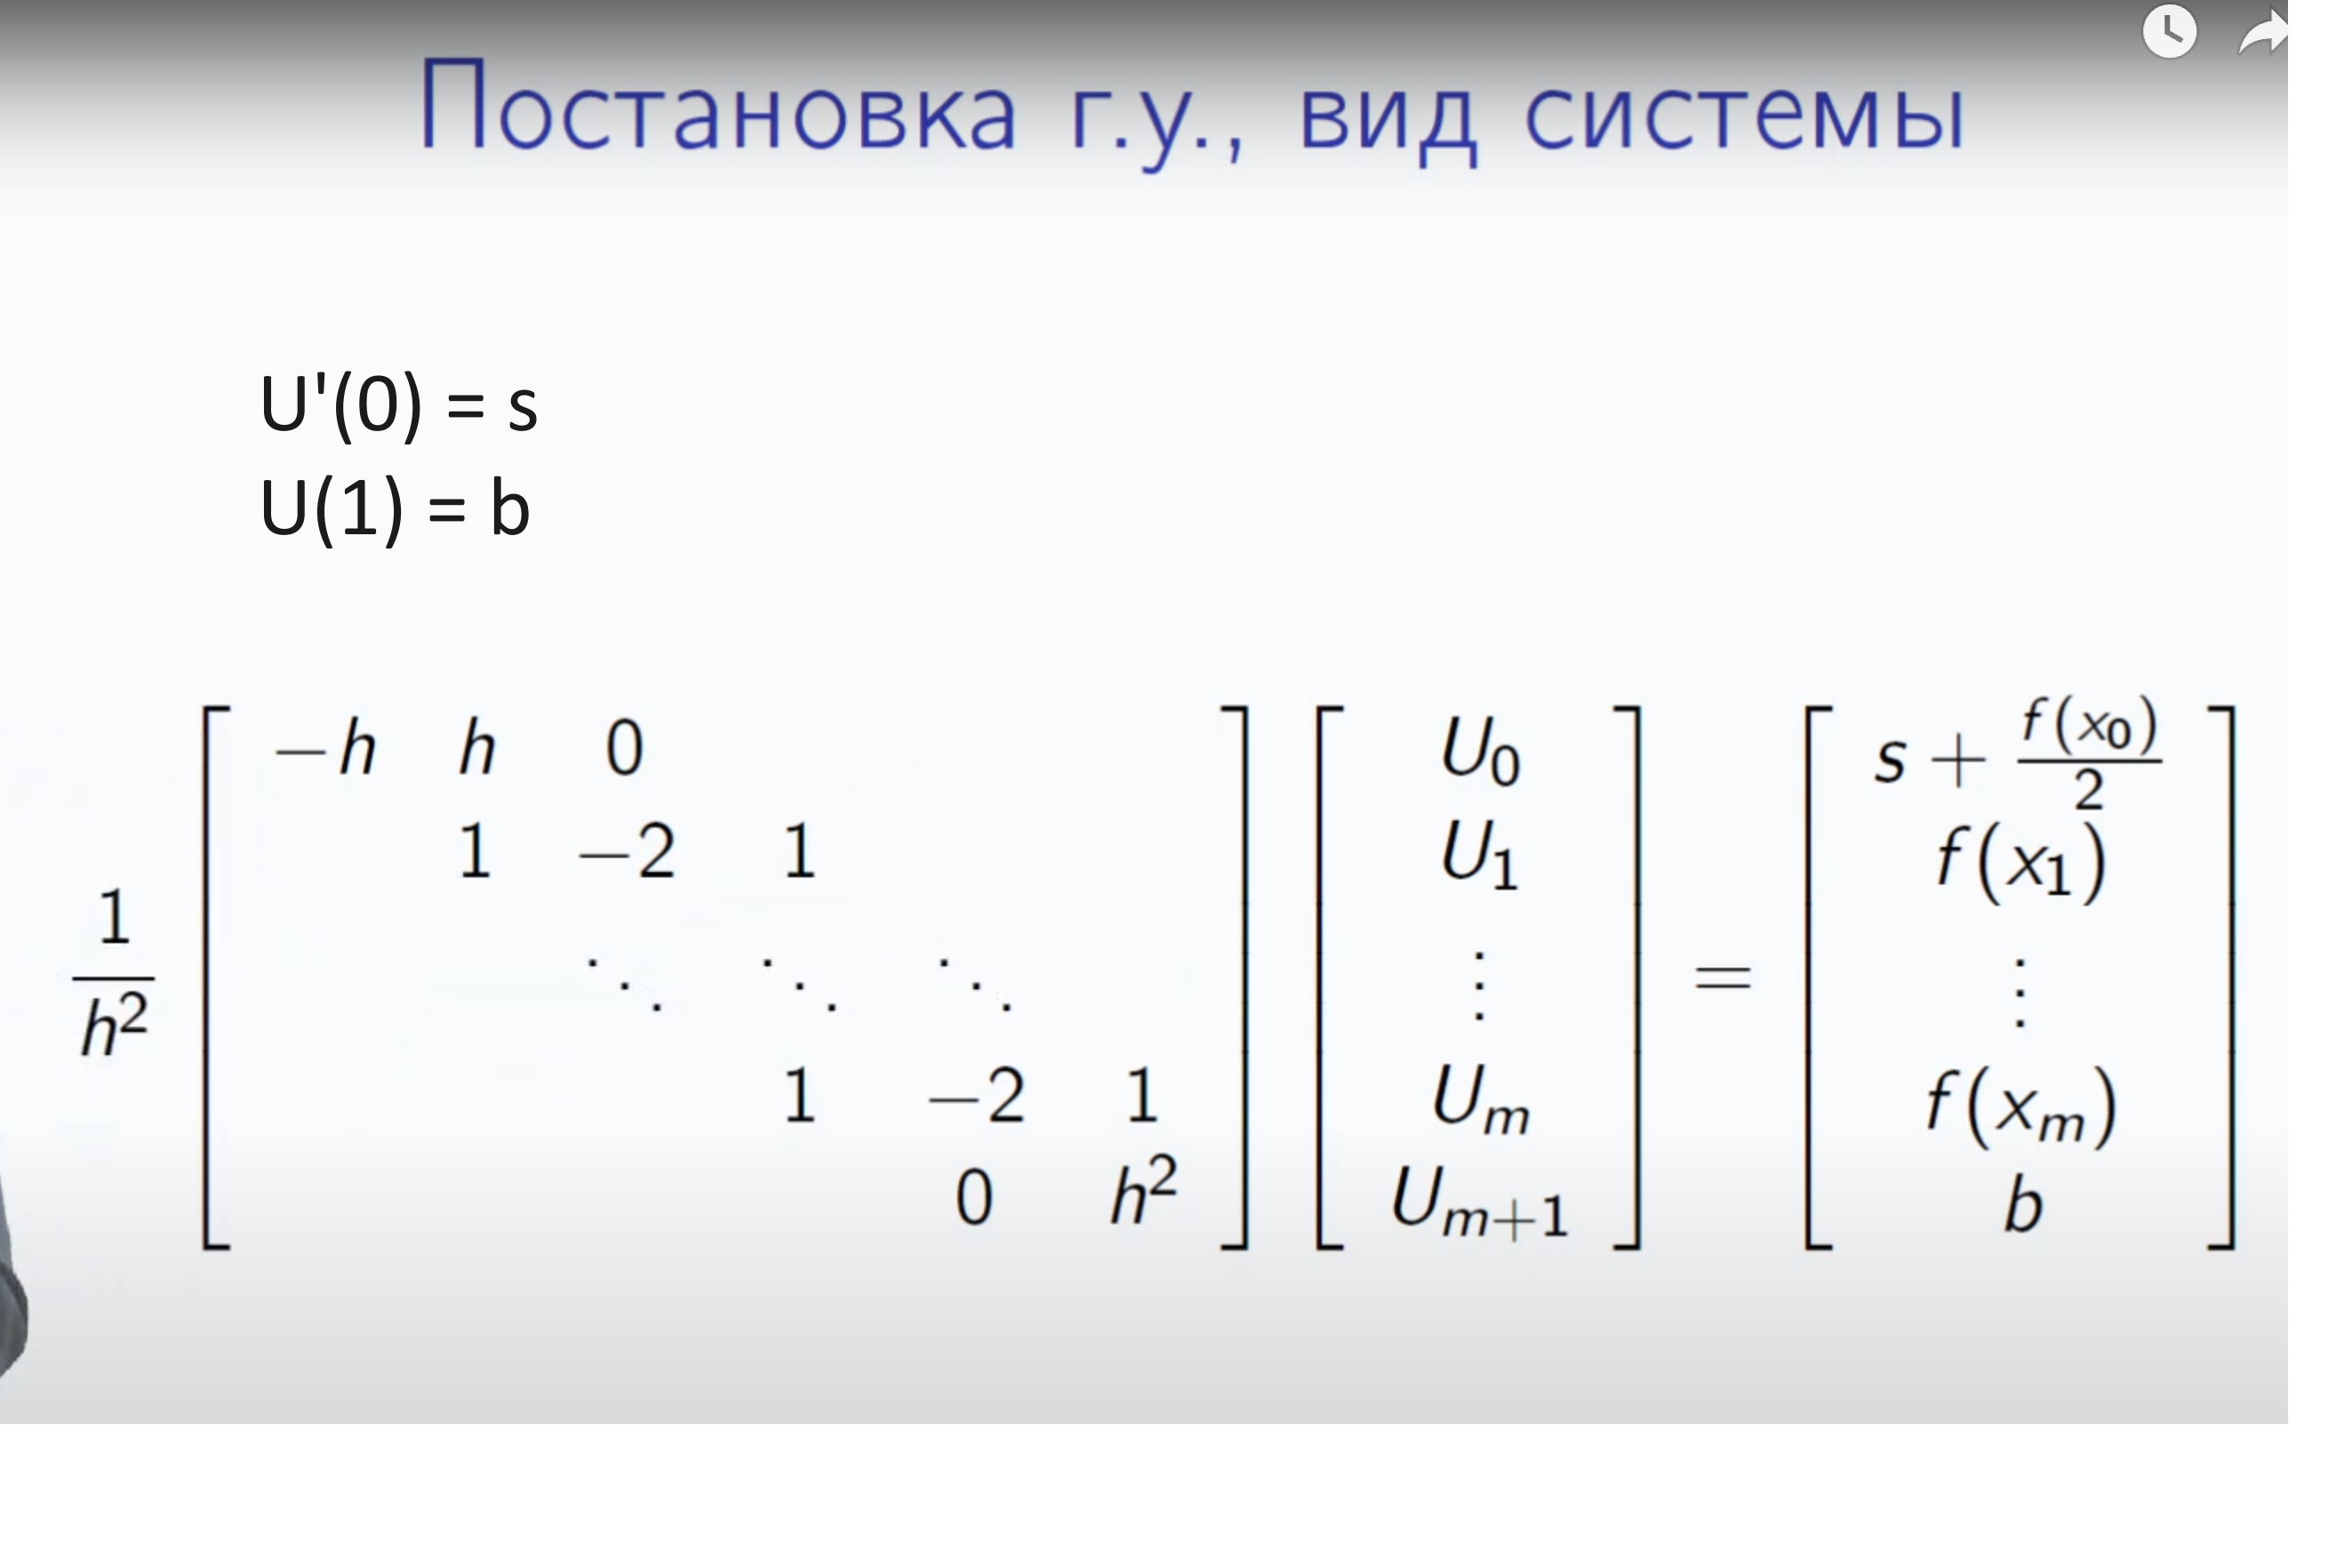 Постановка г.у., вид системы
U'(0) = s
U(1) = b
$\frac{1}{h^2} \begin{bmatrix} -h & h & 0 & & & \\ & 1 & -2 & 1 & & \\ & & \ddots & \ddots & \ddots & \\ & & & 1 & -2 & 1 \\ & & & & 0 & h^2 \end{bmatrix} \begin{bmatrix} U_0 \\ U_1 \\ \vdots \\ U_m \\ U_{m+1} \end{bmatrix} = \begin{bmatrix} s + \frac{f(x_0)}{2} \\ f(x_1) \\ \vdots \\ f(x_m) \\ b \end{bmatrix}$